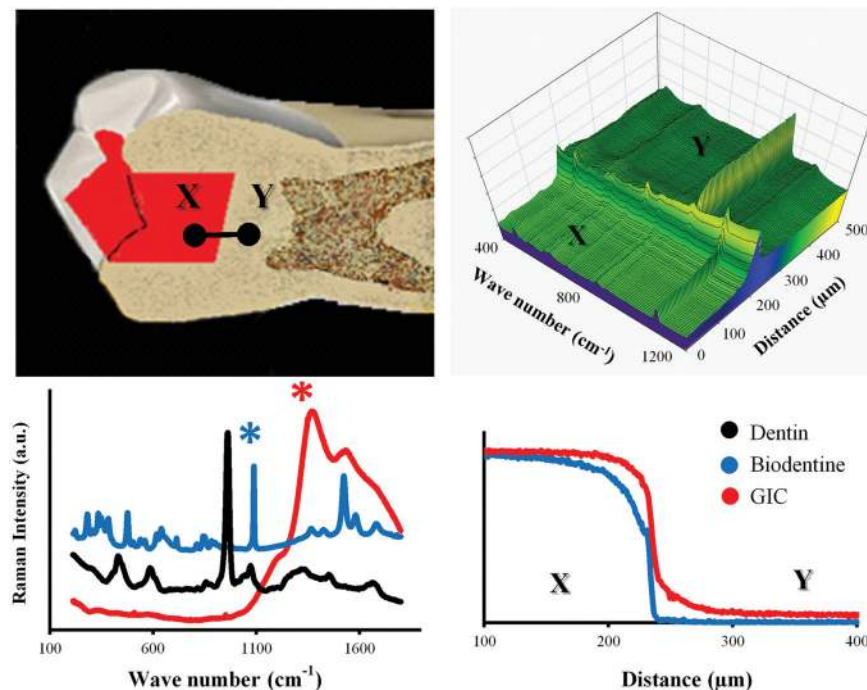 X Y
Y
X
400
800
1200
Wave number (cm-1)
0
100
200
300
400
500
Distance (µm)
*
*
Raman Intensity (a.u.)
100 600 1100 1600
Wave number (cm-1)
Dentin
Biodentine
GIC
X Y
100 200 300 400
Distance (µm)